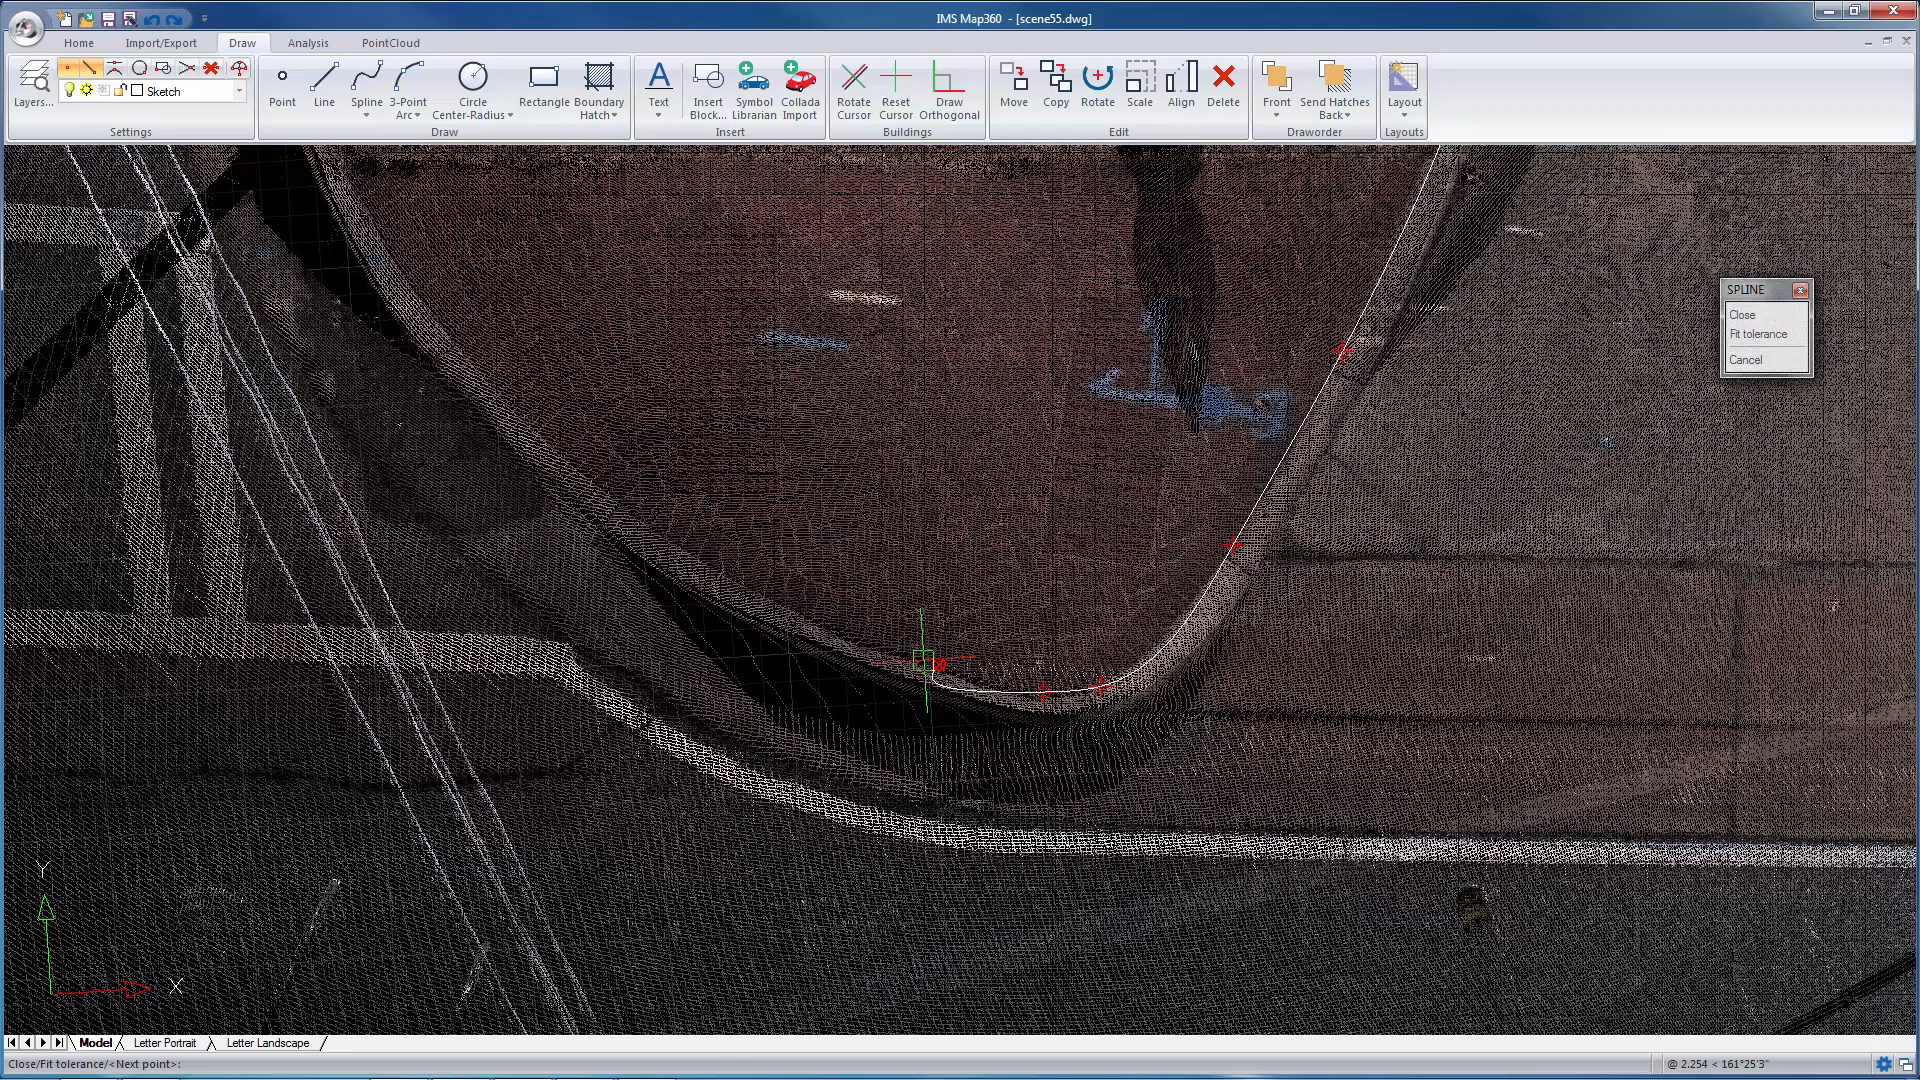 IMS Map360 - [scene55.dwg]
Home Import/Export Draw Analysis PointCloud
Layers... Sketch
Point Line Spline 3-Point Arc Circle Center-Radius Rectangle Boundary Hatch
Text Insert Block... Symbol Librarian Collada Import
Rotate Cursor Reset Cursor Draw Orthogonal
Move Copy Rotate Scale Align Delete
Front Send Hatches Back Layout
Settings Draw Insert Buildings Edit Draworder Layouts
SPLINE
Close
Fit tolerance
Cancel
Y
X
Model Letter Portrait Letter Landscape
Close/Fit tolerance/<Next point>:
@ 2.254 < 161°25'3"